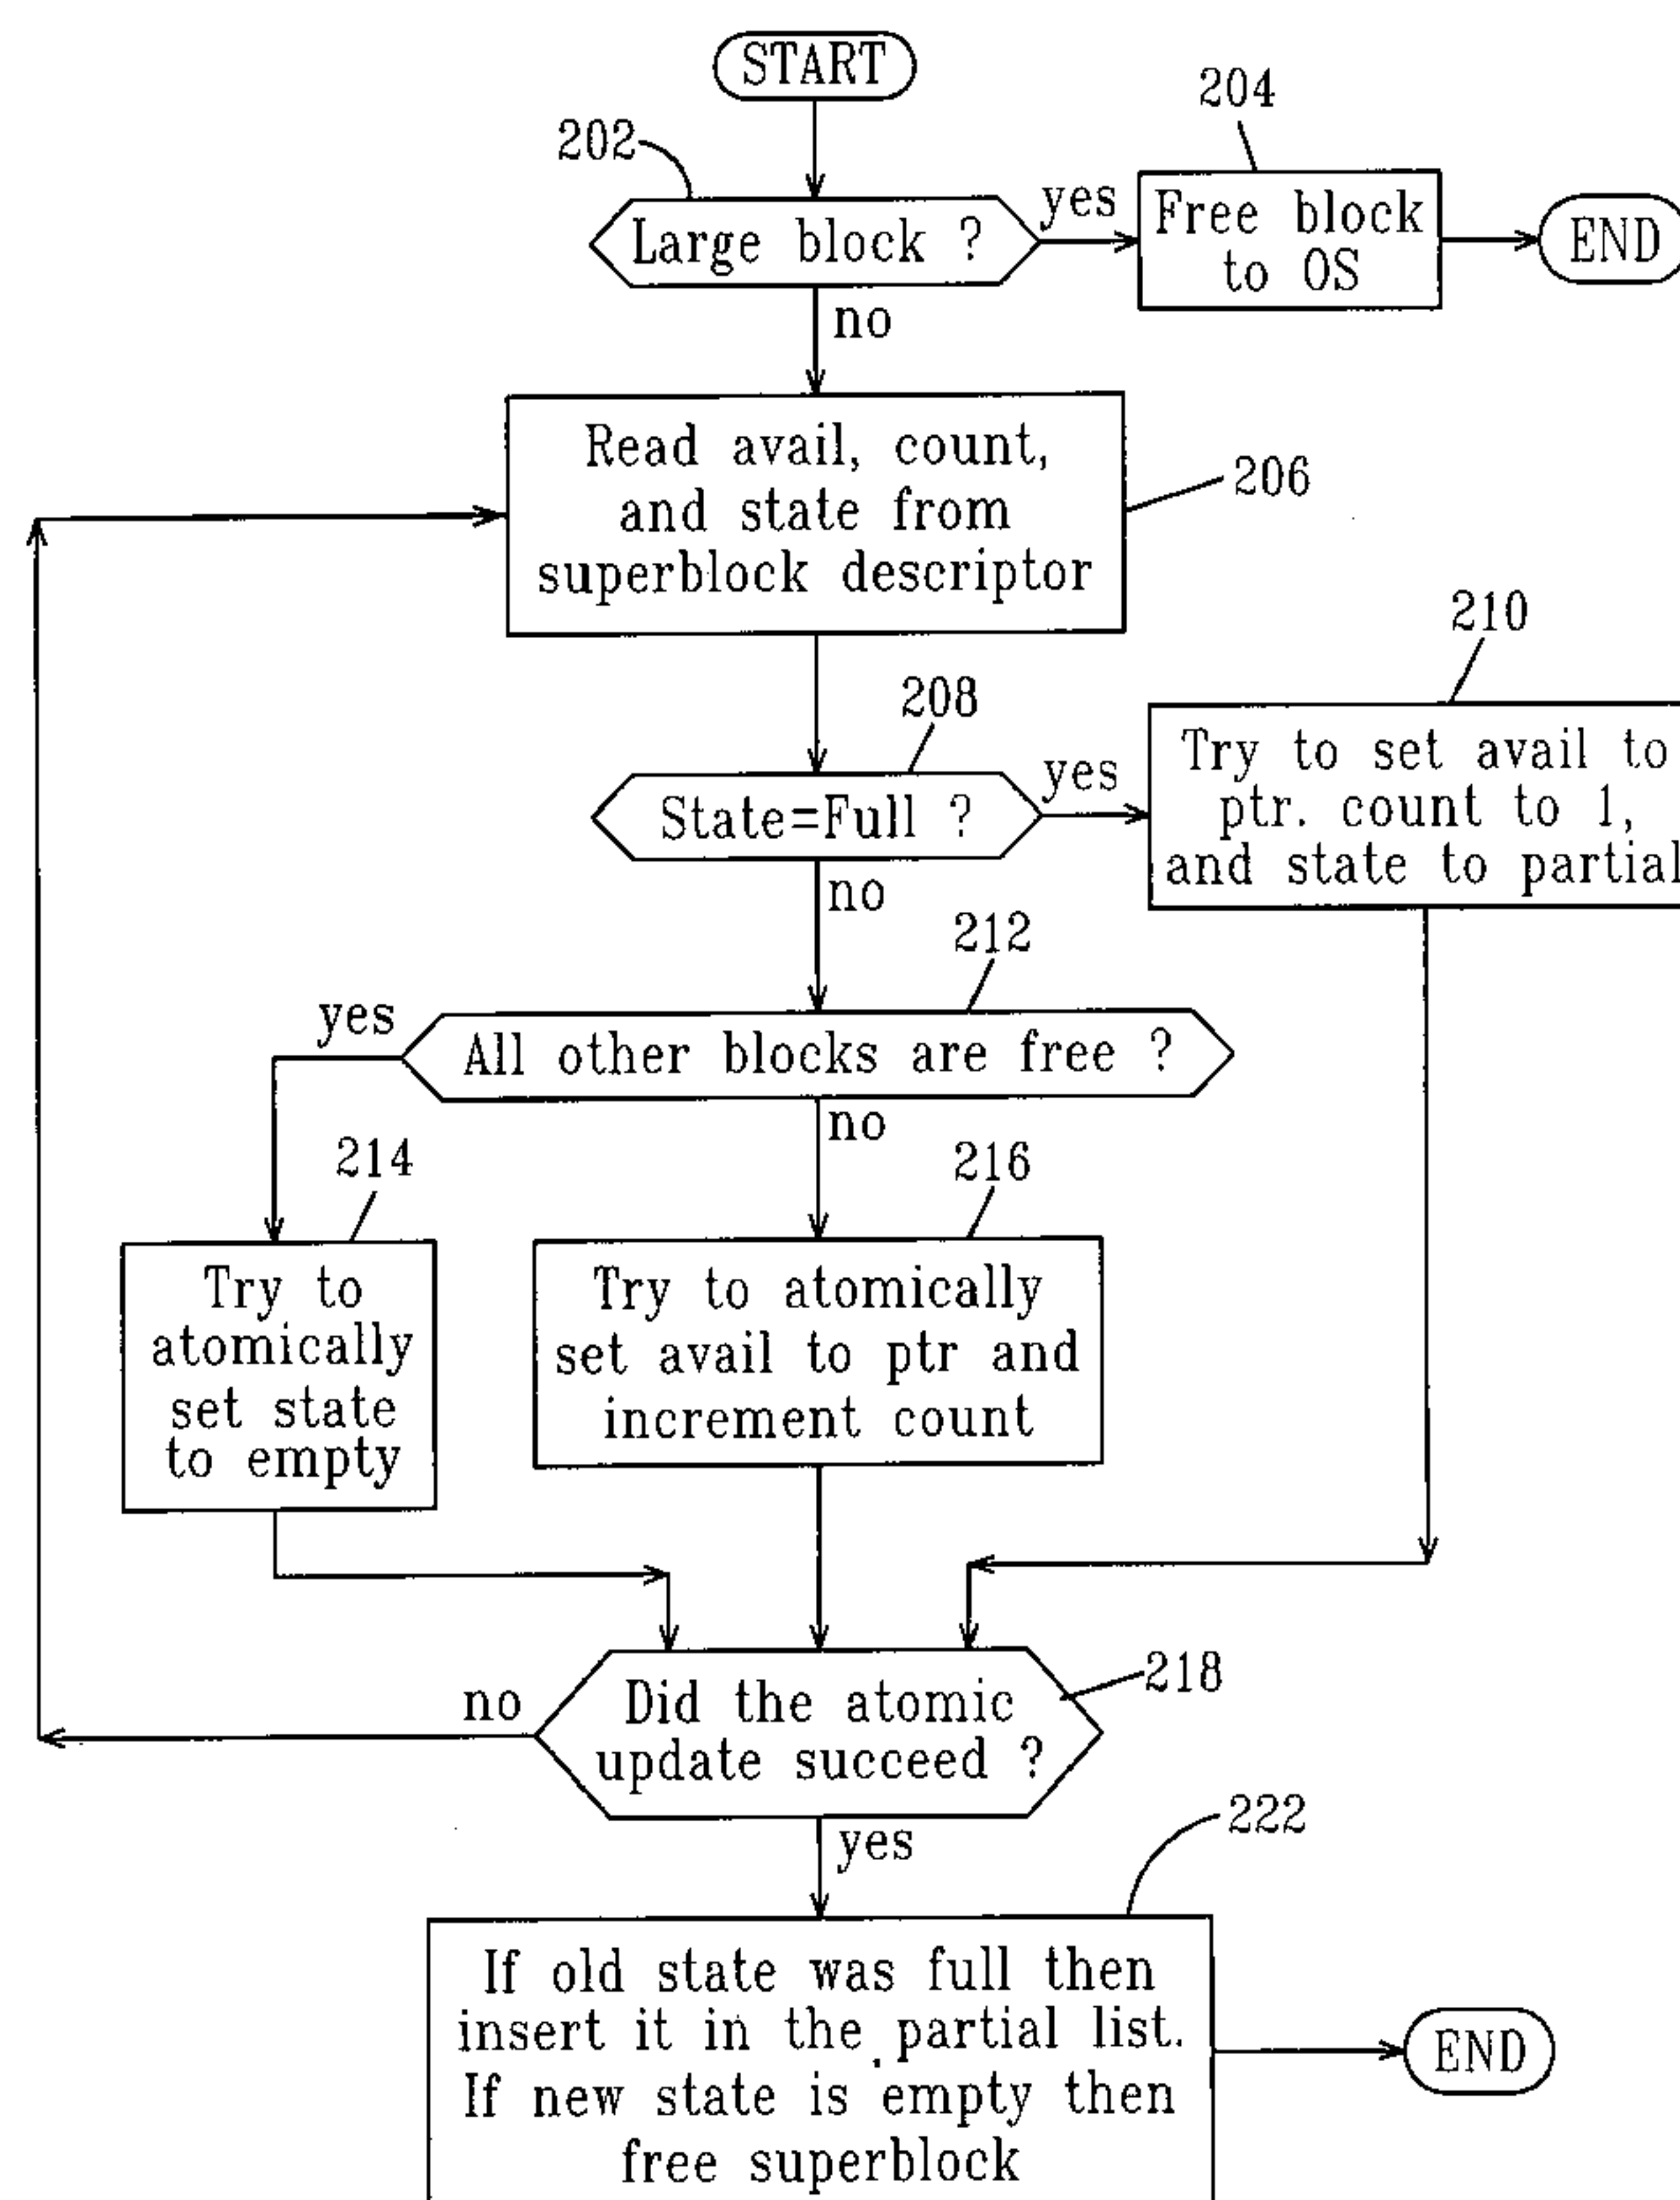 START
202
204
Large block ?
yes
Free block
to OS
END
no
Read avail, count,
and state from
superblock descriptor
206
208
210
State=Full ?
yes
Try to set avail to
ptr. count to 1,
and state to partial
no
212
yes
All other blocks are free ?
no
214
216
Try to
atomically
set state
to empty
Try to atomically
set avail to ptr and
increment count
no
Did the atomic
update succeed ?
218
yes
222
If old state was full then
insert it in the partial list.
If new state is empty then
free superblock
END